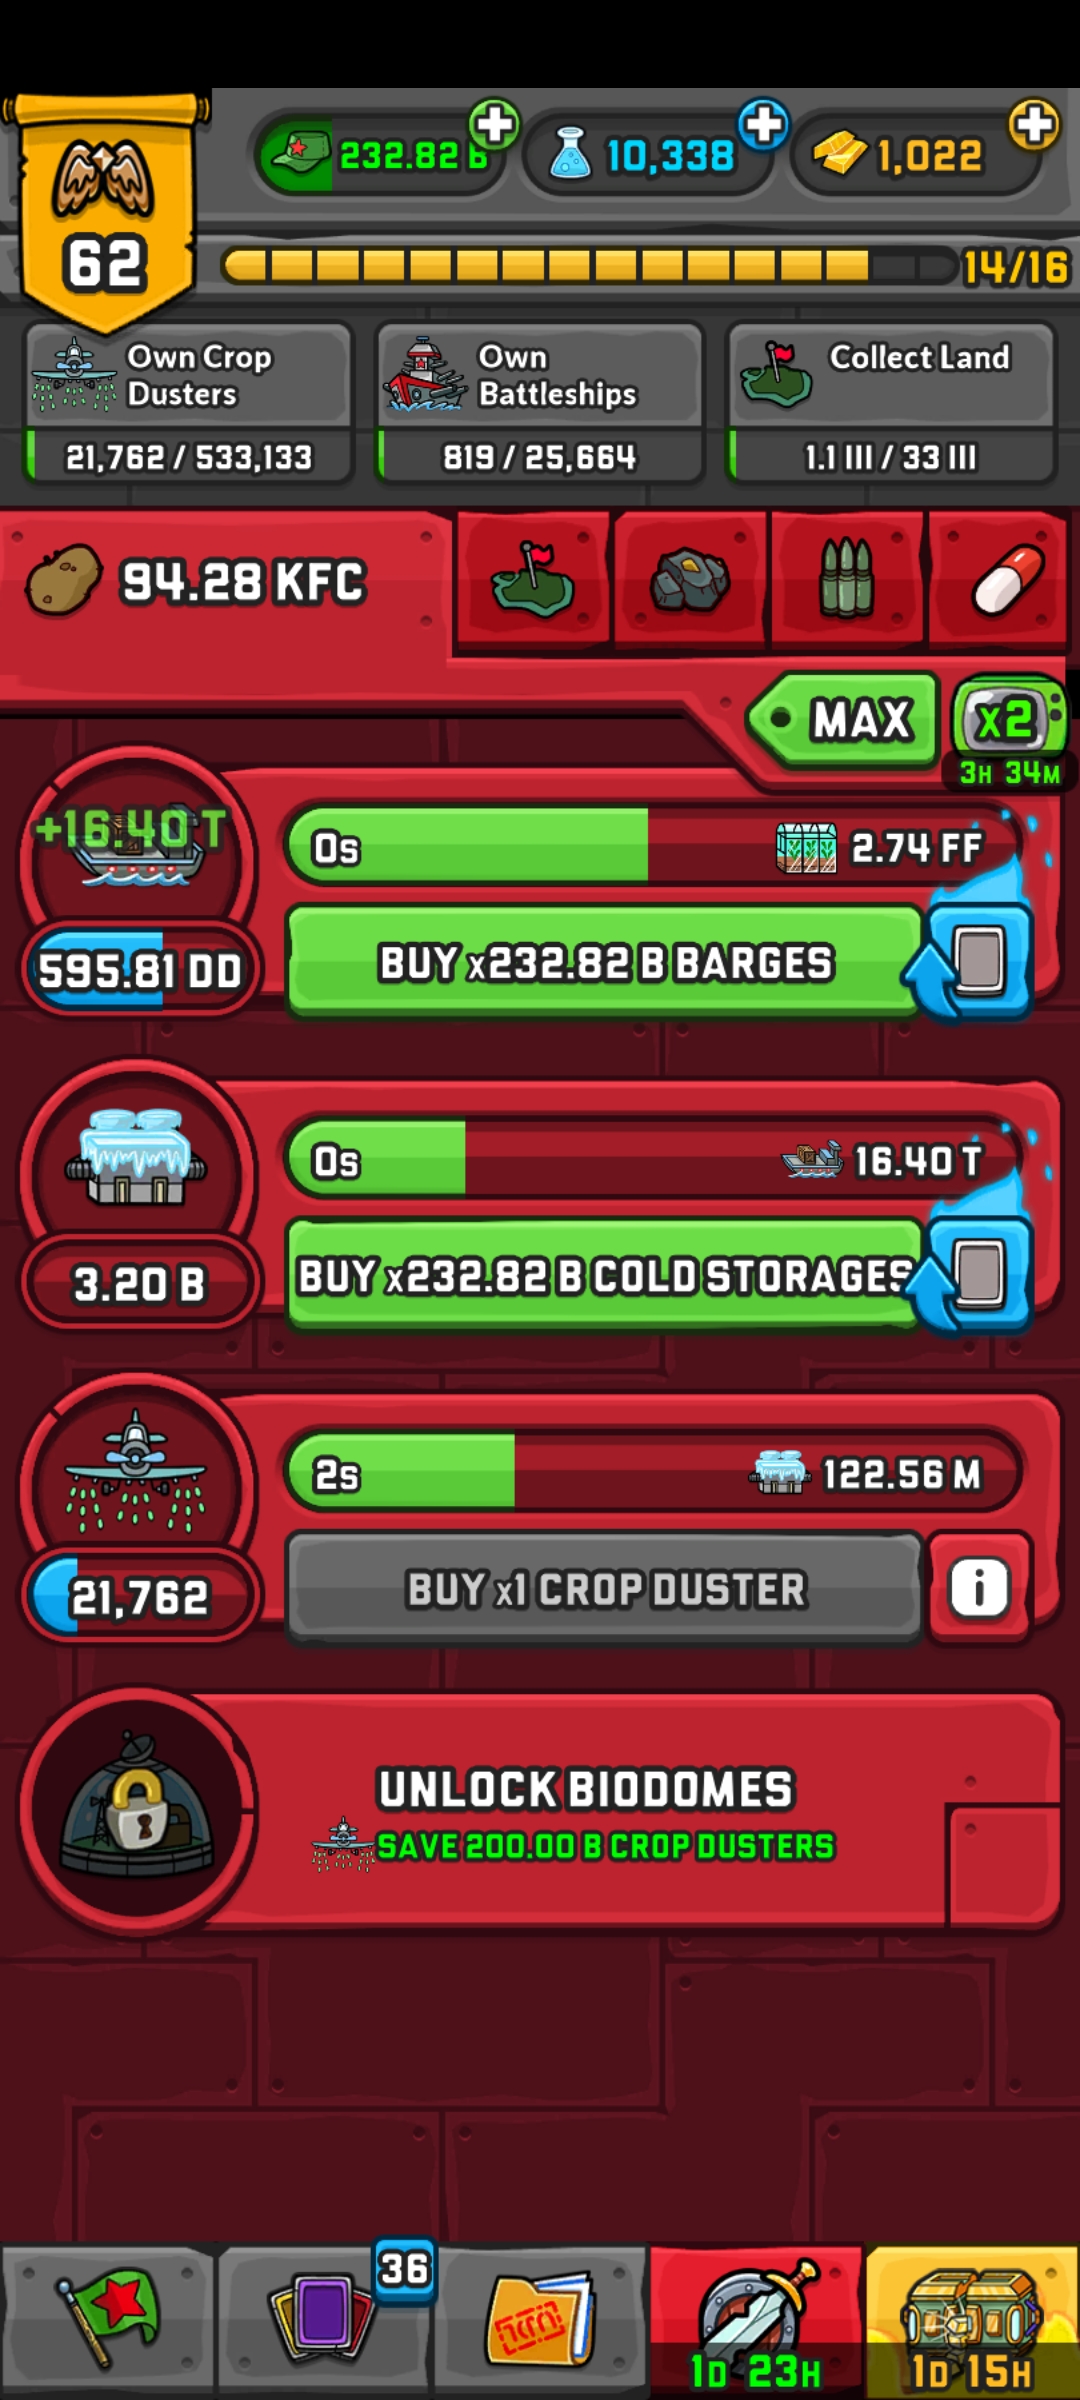 232.82 B
10,338
1,022
62
14/16
Own Crop
Dusters
21,762 / 533,133
Own
Battleships
819 / 25,664
Collect Land
1.1 III / 33 III
94.28 KFC
MAX
x2
3H 34M
+16.40 T
0s
2.74 FF
595.81 DD
BUY x232.82 B BARGES
0s
16.40 T
3.20 B
BUY x232.82 B COLD STORAGES
2s
122.56 M
21,762
BUY x1 CROP DUSTER
i
UNLOCK BIODOMES
SAVE 200.00 B CROP DUSTERS
36
1D 23H
1D 15H